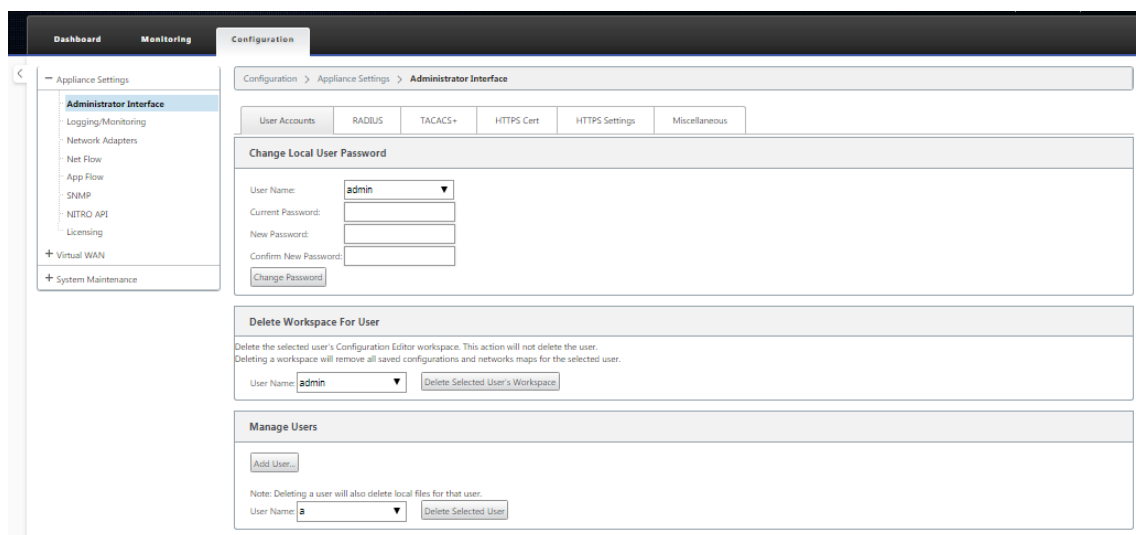 Dashboard Monitoring Configuration
Appliance Settings
Administrator Interface
Logging/Monitoring
Network Adapters
Net Flow
App Flow
SNMP
NITRO API
Licensing
Virtual WAN
System Maintenance
Configuration > Appliance Settings > Administrator Interface
User Accounts RADIUS TACACS+ HTTPS Cert HTTPS Settings Miscellaneous
Change Local User Password
User Name: admin
Current Password:
New Password:
Confirm New Password:
Change Password
Delete Workspace For User
Delete the selected user's Configuration Editor workspace. This action will not delete the user.
Deleting a workspace will remove all saved configurations and networks maps for the selected user.
User Name: admin Delete Selected User's Workspace
Manage Users
Add User...
Note: Deleting a user will also delete local files for that user.
User Name: a Delete Selected User